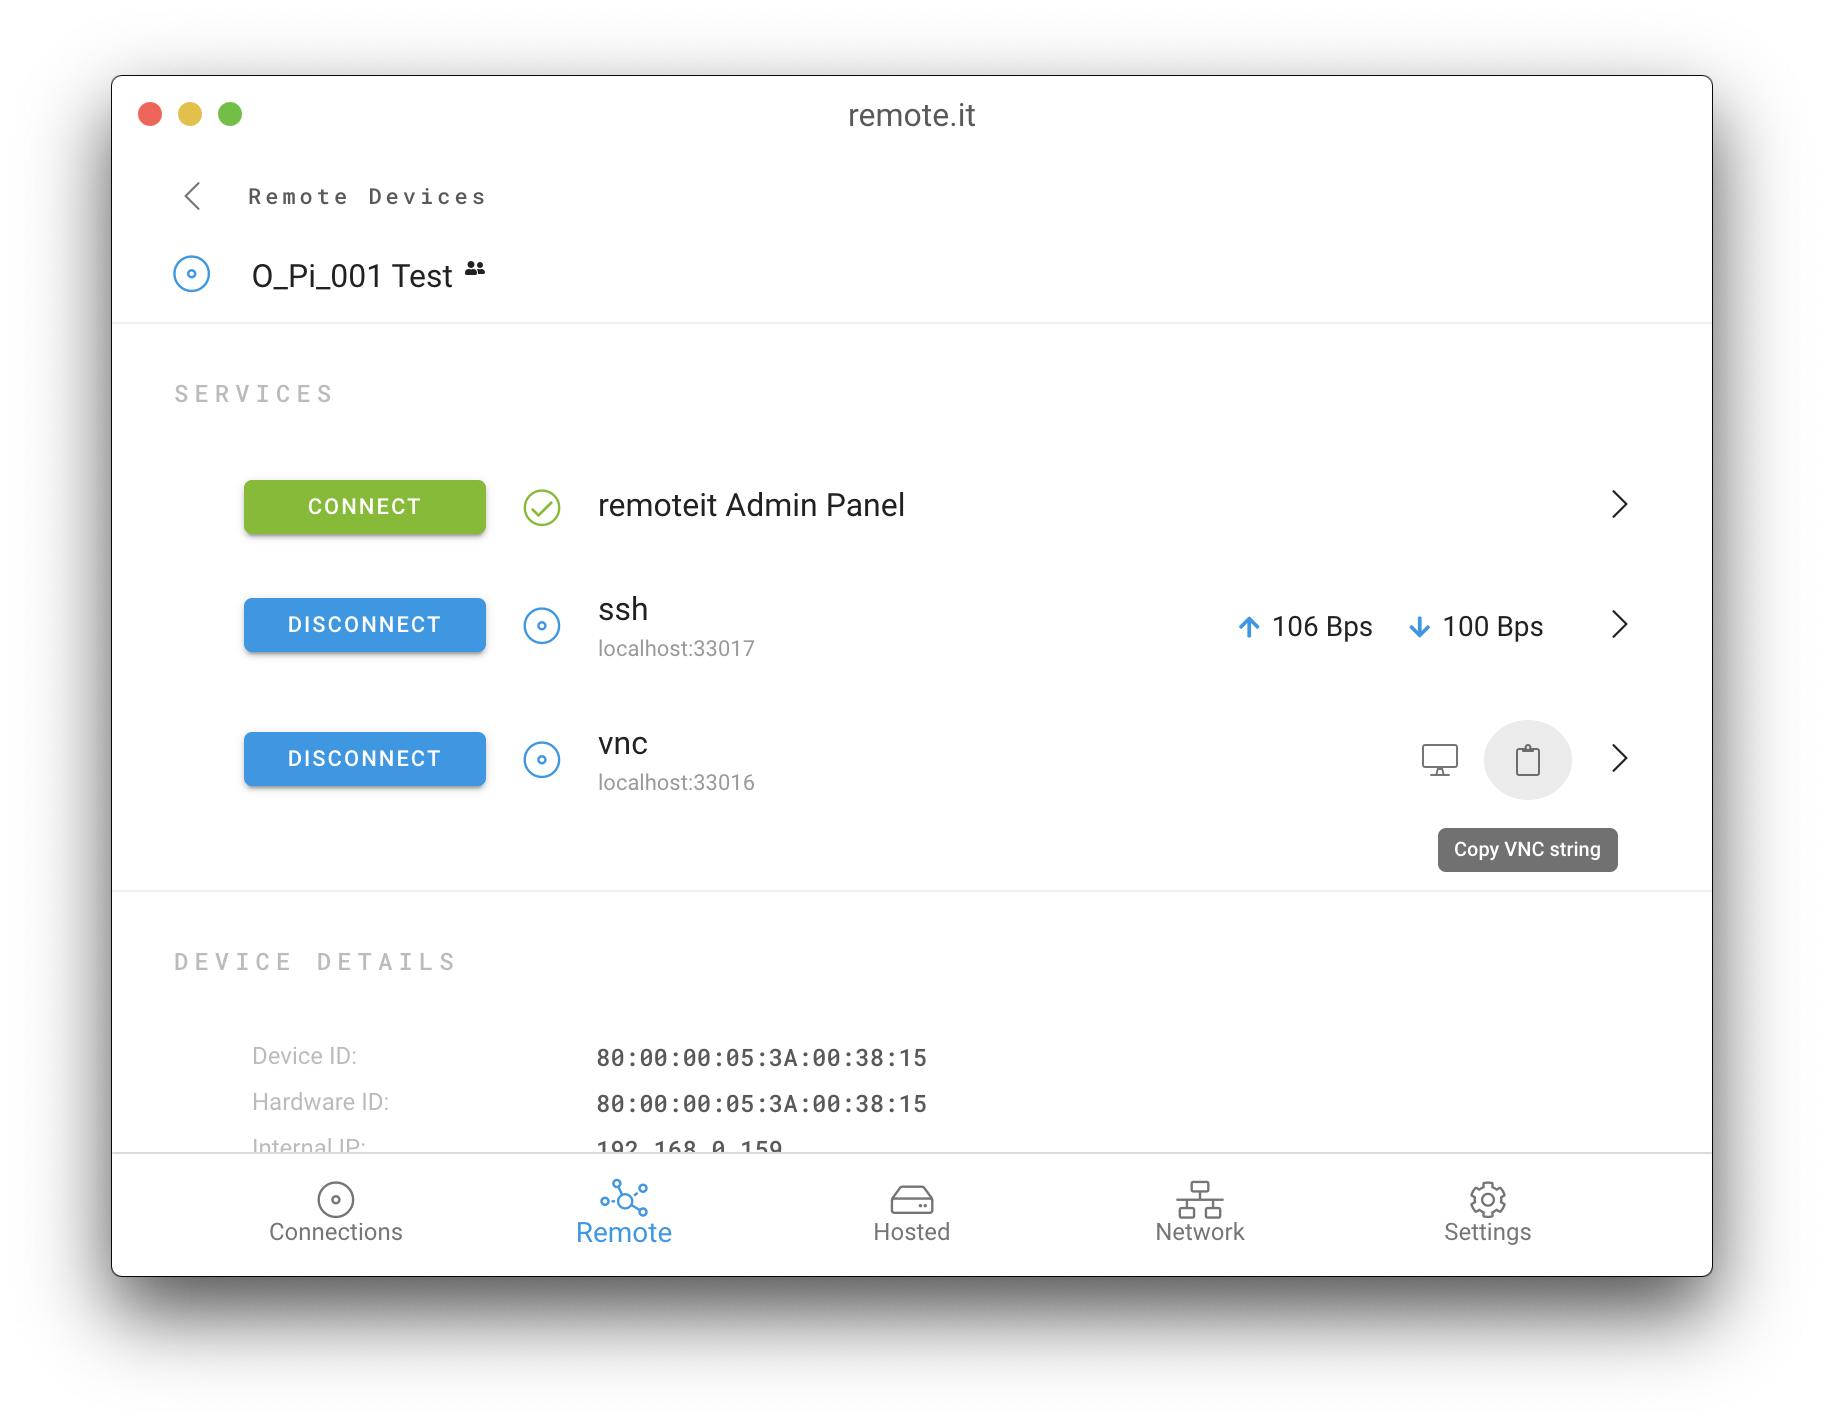 remote.it
Remote Devices
O_Pi_001 Test
SERVICES
CONNECT
remoteit Admin Panel
DISCONNECT
ssh
localhost:33017
106 Bps
100 Bps
DISCONNECT
vnc
localhost:33016
Copy VNC string
DEVICE DETAILS
Device ID:
80:00:00:05:3A:00:38:15
Hardware ID:
80:00:00:05:3A:00:38:15
Internal IP:
192.168.0.159
Connections
Remote
Hosted
Network
Settings